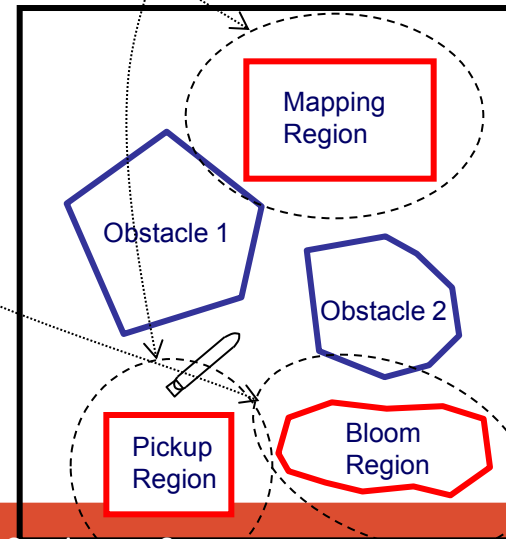 Mapping
Region
Obstacle 1
Obstacle 2
Pickup
Region
Bloom
Region